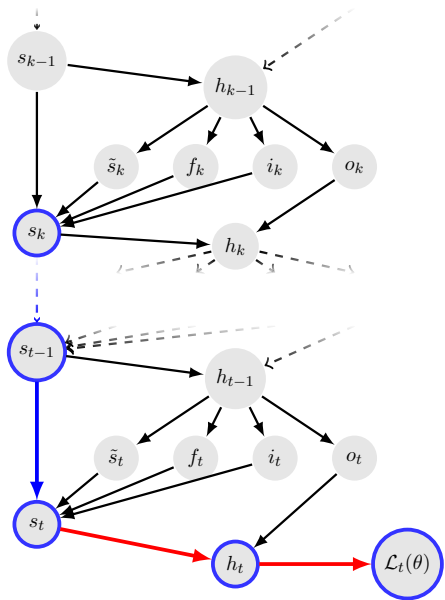 s_{k−1}
h_{k−1}
s̃_k f_k i_k o_k
s_k
h_k
s_{t−1}
h_{t−1}
s̃_t f_t i_t o_t
s_t
h_t ℒ_t(θ)